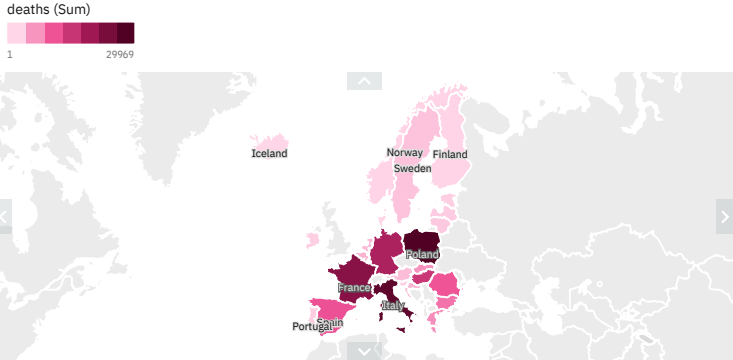 deaths (Sum)
1 29969
Iceland
Norway
Finland
Sweden
Poland
France
Italy
Spain
Portugal